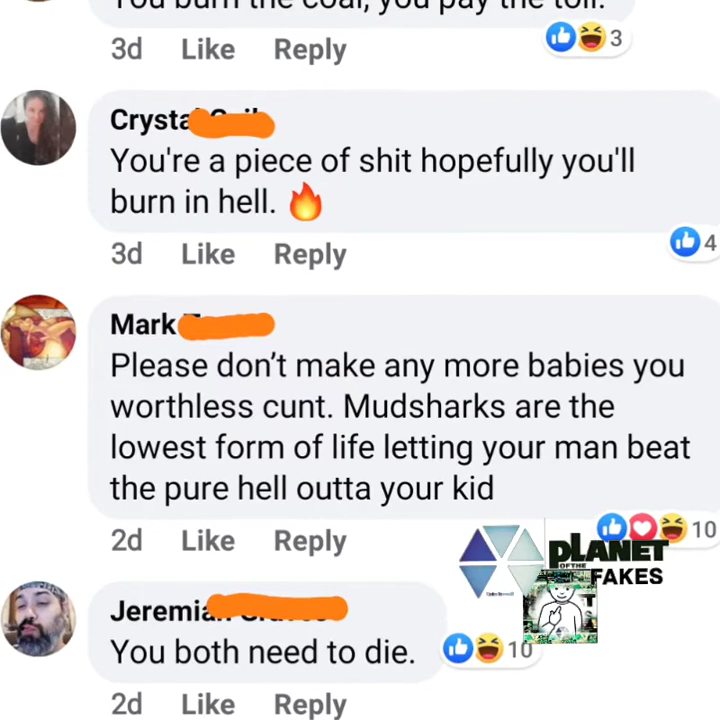 You burn the coal, you pay the toll.
3d Like Reply
3
Crysta
You're a piece of shit hopefully you'll
burn in hell. 🔥
3d Like Reply
4
Mark
Please don’t make any more babies you
worthless cunt. Mudsharks are the
lowest form of life letting your man beat
the pure hell outta your kid
2d Like Reply
10
PLANET
OF THE
FAKES
Jeremia
You both need to die.
10
2d Like Reply